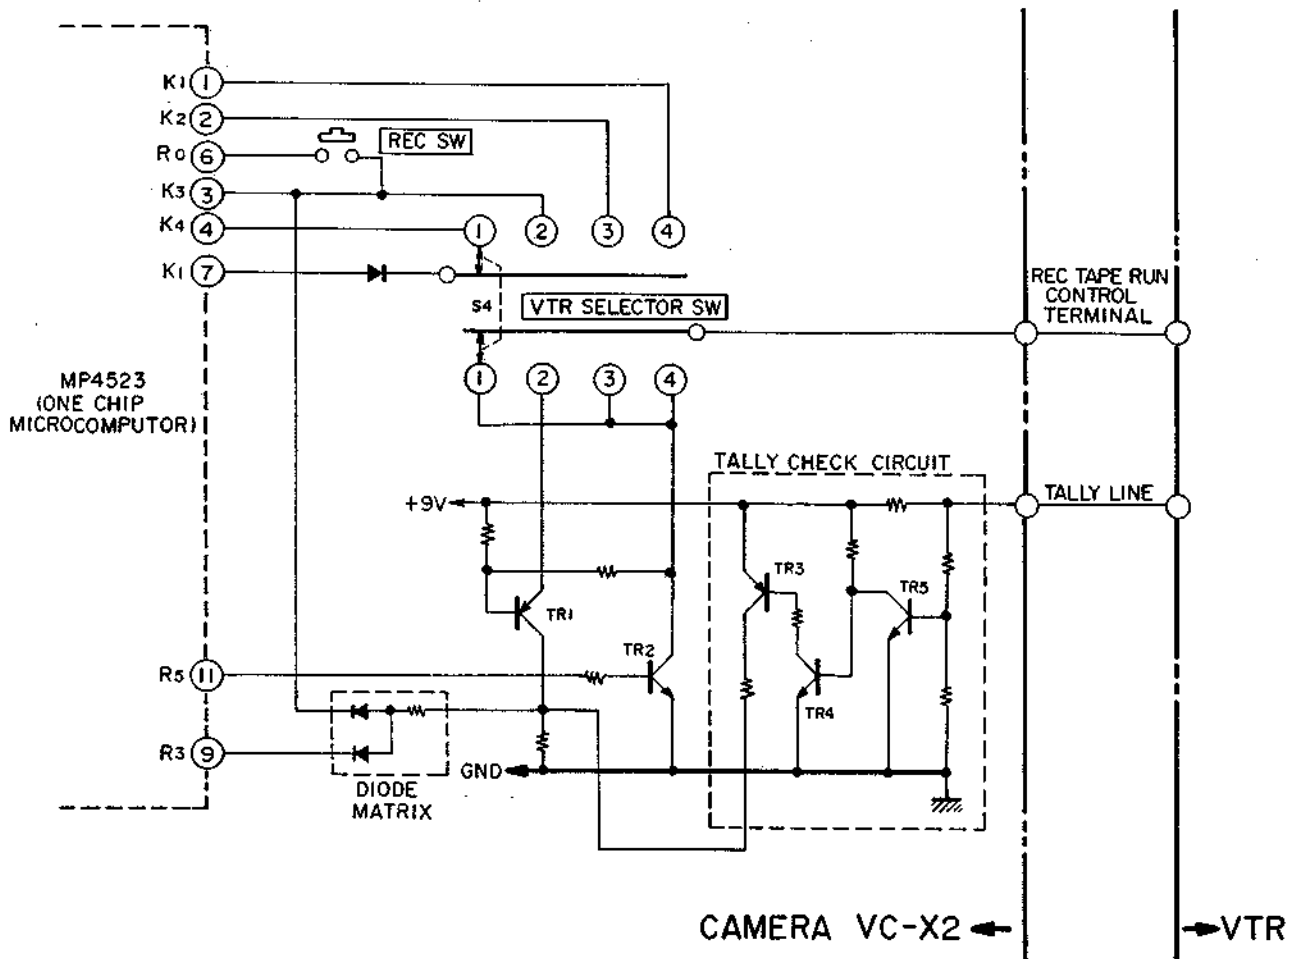 K1 1
K2 2
R0 6
REC SW
K3 3
K4 4
1 2 3 4
K1 7
S4
VTR SELECTOR SW
REC TAPE RUN
CONTROL
TERMINAL
1 2 3 4
MP4523
(ONE CHIP
MICROCOMPUTOR)
TALLY CHECK CIRCUIT
+9V
TALLY LINE
TR3
TR5
TR1
TR2
R5 11
TR4
R3 9
GND
DIODE
MATRIX
CAMERA VC-X2
VTR